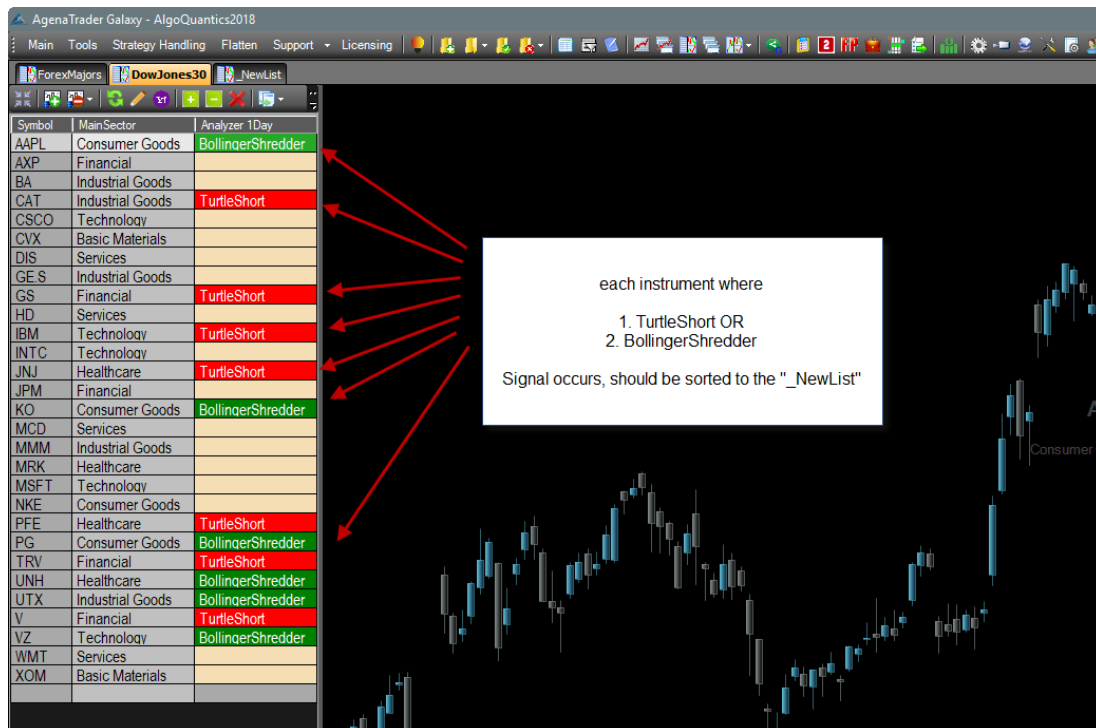 AgenaTrader Galaxy - AlgoQuantics2018
Main Tools Strategy Handling Flatten Support Licensing
ForexMajors DowJones30 _NewList
Symbol MainSector Analyzer 1Day
AAPL Consumer Goods BollingerShredder
AXP Financial
BA Industrial Goods
CAT Industrial Goods TurtleShort
CSCO Technology
CVX Basic Materials
DIS Services
GE.S Industrial Goods
GS Financial TurtleShort
HD Services
IBM Technology TurtleShort
INTC Technology
JNJ Healthcare TurtleShort
JPM Financial
KO Consumer Goods BollingerShredder
MCD Services
MMM Industrial Goods
MRK Healthcare
MSFT Technology
NKE Consumer Goods
PFE Healthcare TurtleShort
PG Consumer Goods BollingerShredder
TRV Financial TurtleShort
UNH Healthcare BollingerShredder
UTX Industrial Goods BollingerShredder
V Financial TurtleShort
VZ Technology BollingerShredder
WMT Services
XOM Basic Materials
each instrument where
1. TurtleShort OR
2. BollingerShredder
Signal occurs, should be sorted to the "_NewList"
Consumer